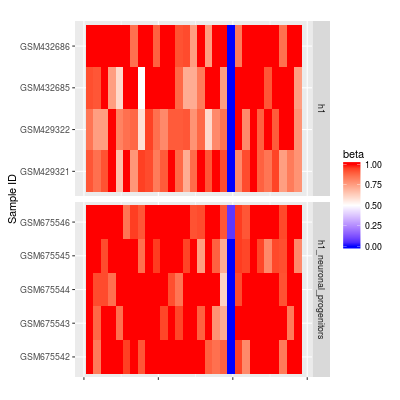 GSM432686
GSM432685
GSM429322
GSM429321
h1
GSM675546
GSM675545
GSM675544
GSM675543
GSM675542
h1_neuronal_progenitors
Sample ID
beta
1.00
0.75
0.50
0.25
0.00